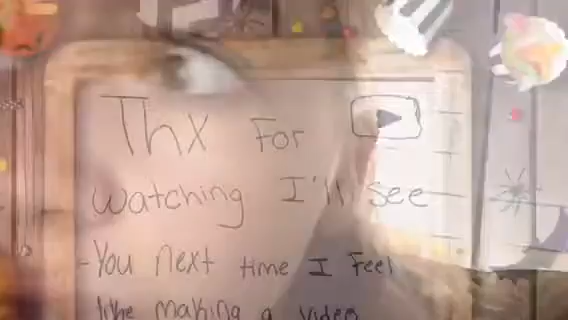 Thx For
watching I'll see
-You next time I Feel
like making a video